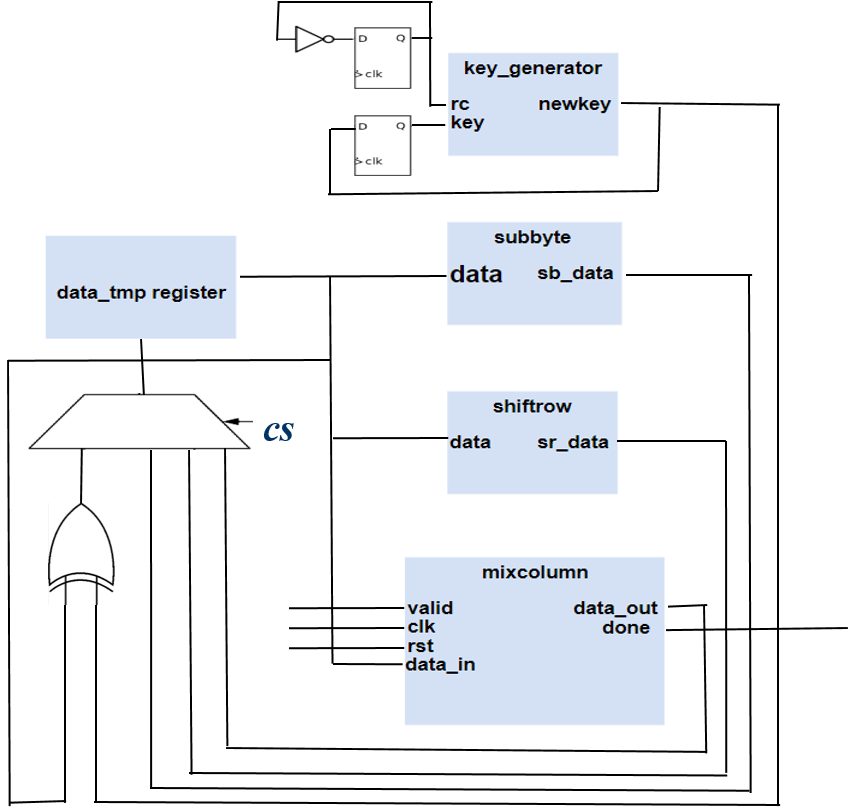 D Q
clk
key_generator
rc newkey
key
D Q
clk
subbyte
data sb_data
data_tmp register
shiftrow
cs
data sr_data
mixcolumn
valid data_out
clk done
rst
data_in